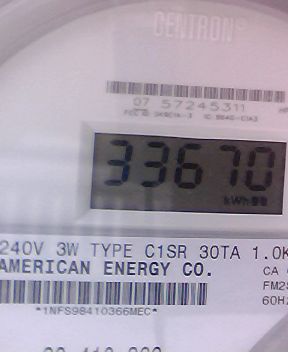 CENTRON®
07 57245311
33670
kWh
240V 3W TYPE C1SR 30TA 1.0K
AMERICAN ENERGY CO.
CA
FM2S
60HZ
*1NFS98410366MEC*